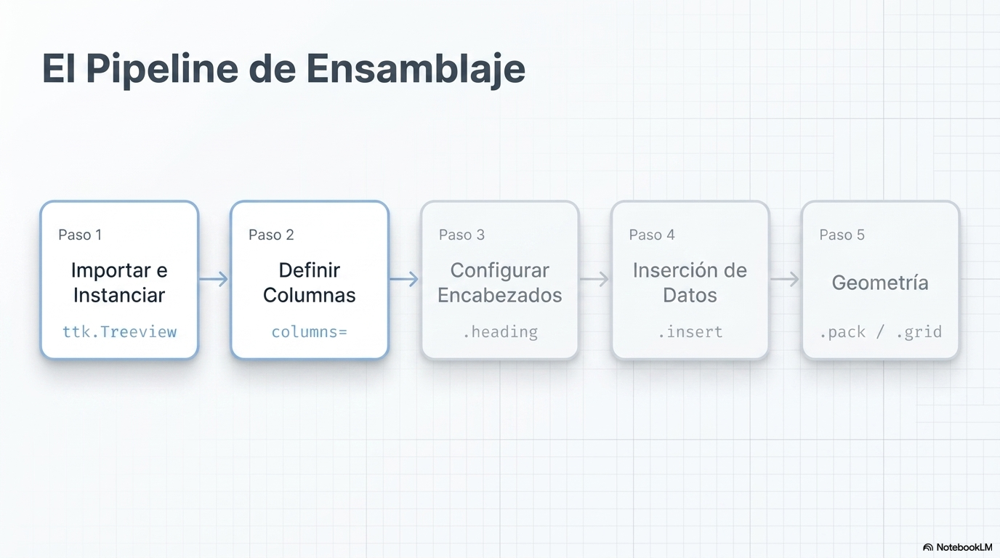 El Pipeline de Ensamblaje
Paso 1
Importar e
Instanciar
ttk.Treeview
Paso 2
Definir
Columnas
columns=
Paso 3
Configurar
Encabezados
.heading
Paso 4
Inserción de
Datos
.insert
Paso 5
Geometría
.pack / .grid
NotebookLM